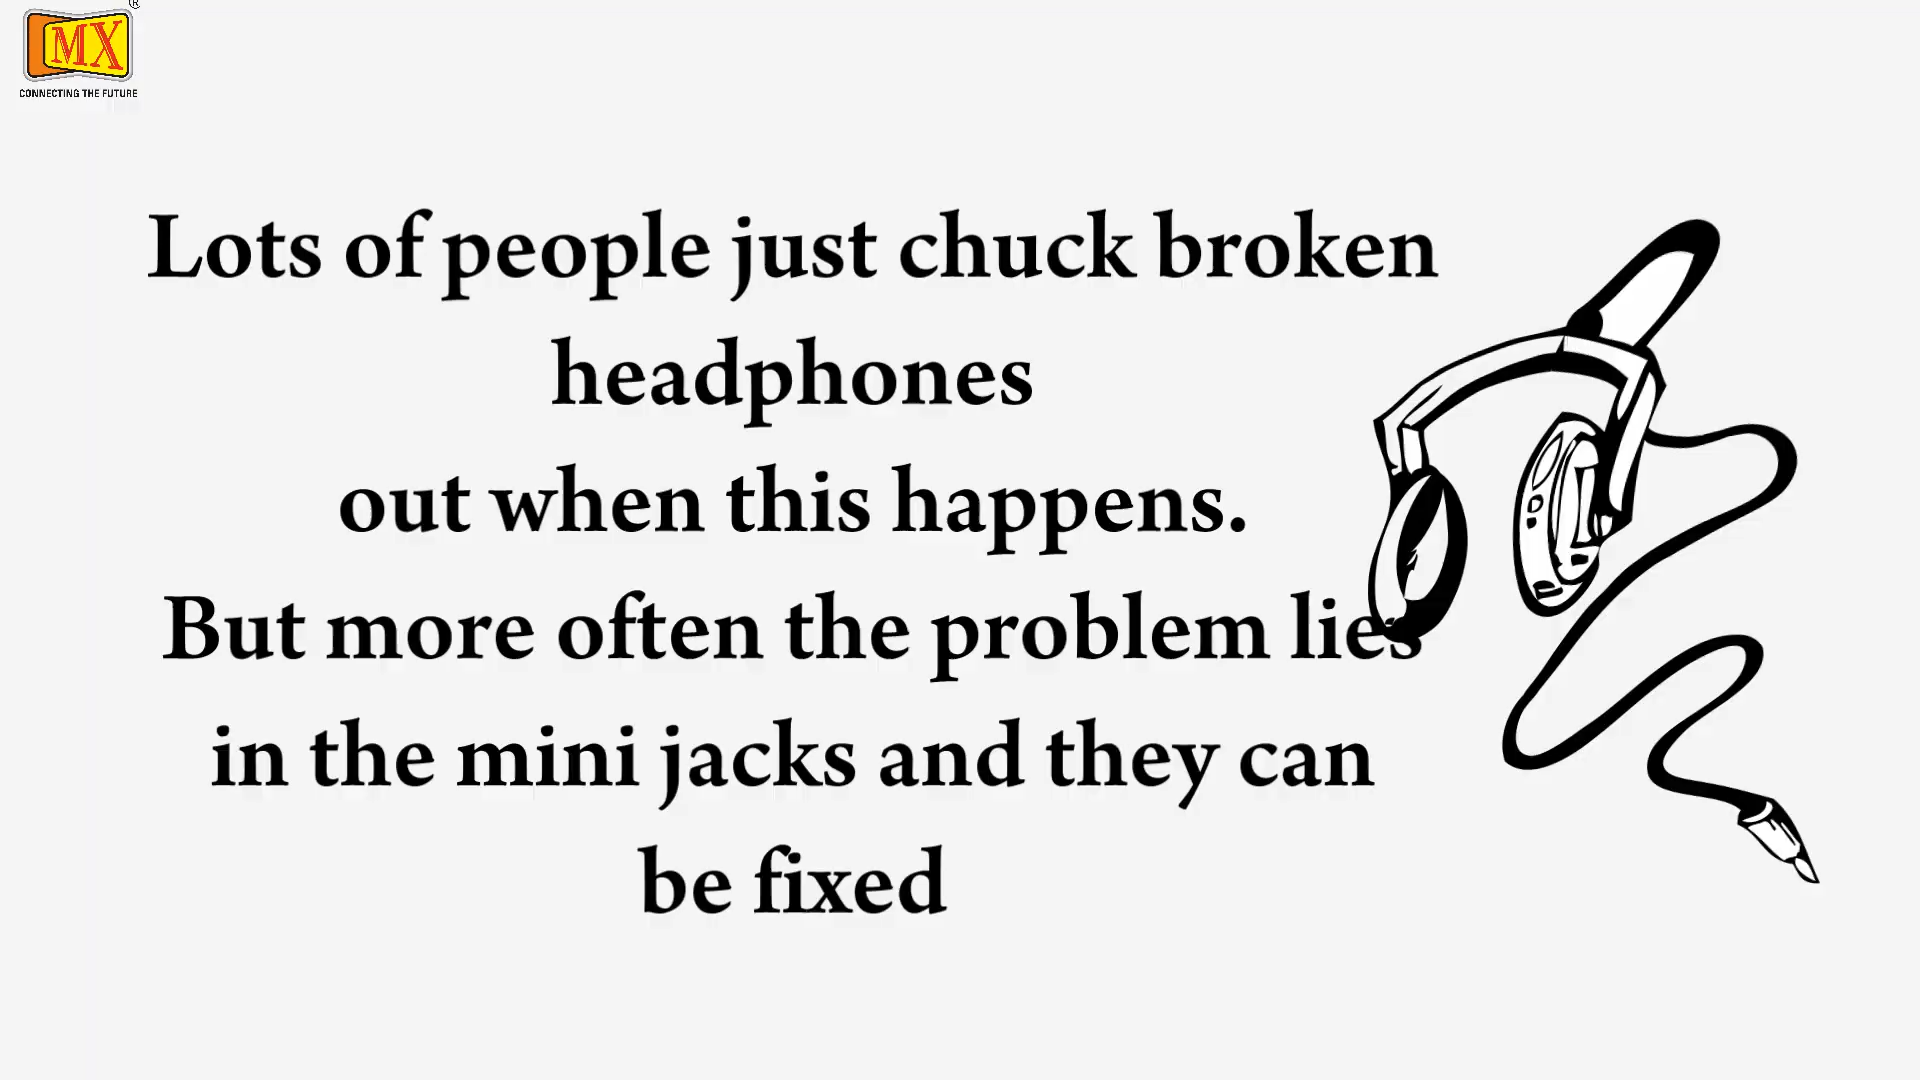 MX
®
CONNECTING THE FUTURE
Lots of people just chuck broken
headphones
out when this happens.
But more often the problem lies
in the mini jacks and they can
be fixed